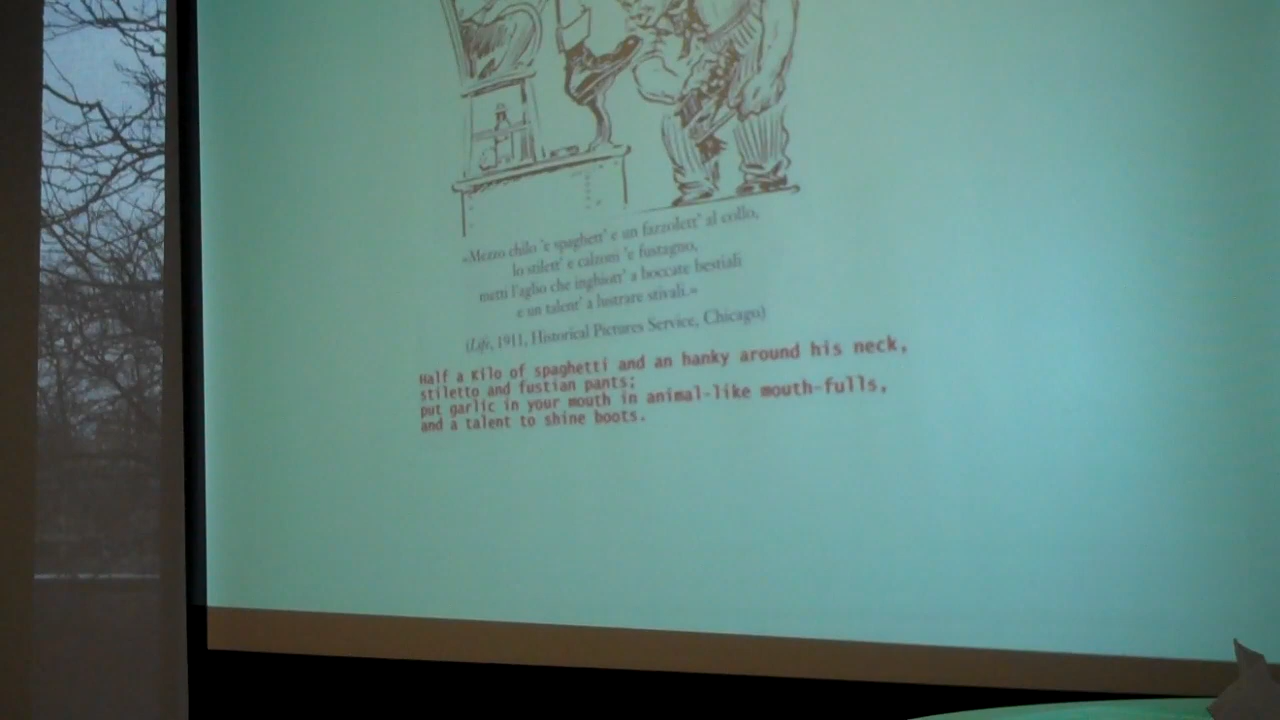 «Mezzo chilo 'e spaghett' e un fazzolett' al collo,
lo stilett' e calzoni 'e fustagno,
metti l'aglio che inghiott' a boccate bestiali
e un talent' a lustrare stivali.»
(Life, 1911, Historical Pictures Service, Chicago)
Half a Kilo of spaghetti and an hanky around his neck,
stiletto and fustian pants;
put garlic in your mouth in animal-like mouth-fulls,
and a talent to shine boots.